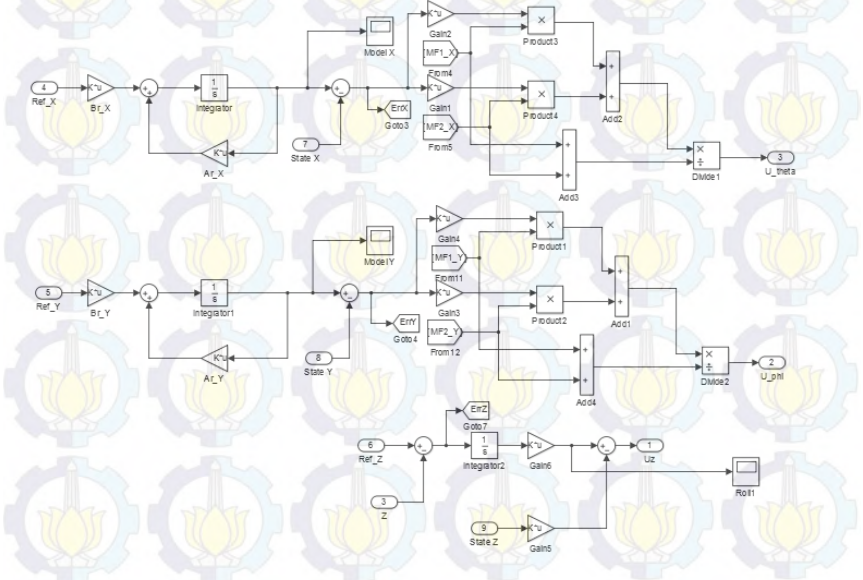 K*u
Gain2
×
Product3
Model X
[MF1_X]
From4
4
Ref_X
K*u
Br_X
1
s
Integrator
ErrX
Goto3
K*u
Gain1
×
Product4
Add2
[MF2_X]
From5
7
State X
K*u
Ar_X
Add3
×
÷
Divide1
3
U_theta
K*u
Gain4
×
Product1
Model Y
[MF1_Y]
From11
5
Ref_Y
K*u
Br_Y
1
s
Integrator1
ErrY
Goto4
K*u
Gain3
×
Product2
Add1
[MF2_Y]
From12
8
State Y
K*u
Ar_Y
Add4
×
÷
Divide2
2
U_phi
ErrZ
Goto7
6
Ref_Z
1
s
Integrator2
K*u
Gain6
1
Uz
Roll1
3
Z
9
State Z
K*u
Gain5